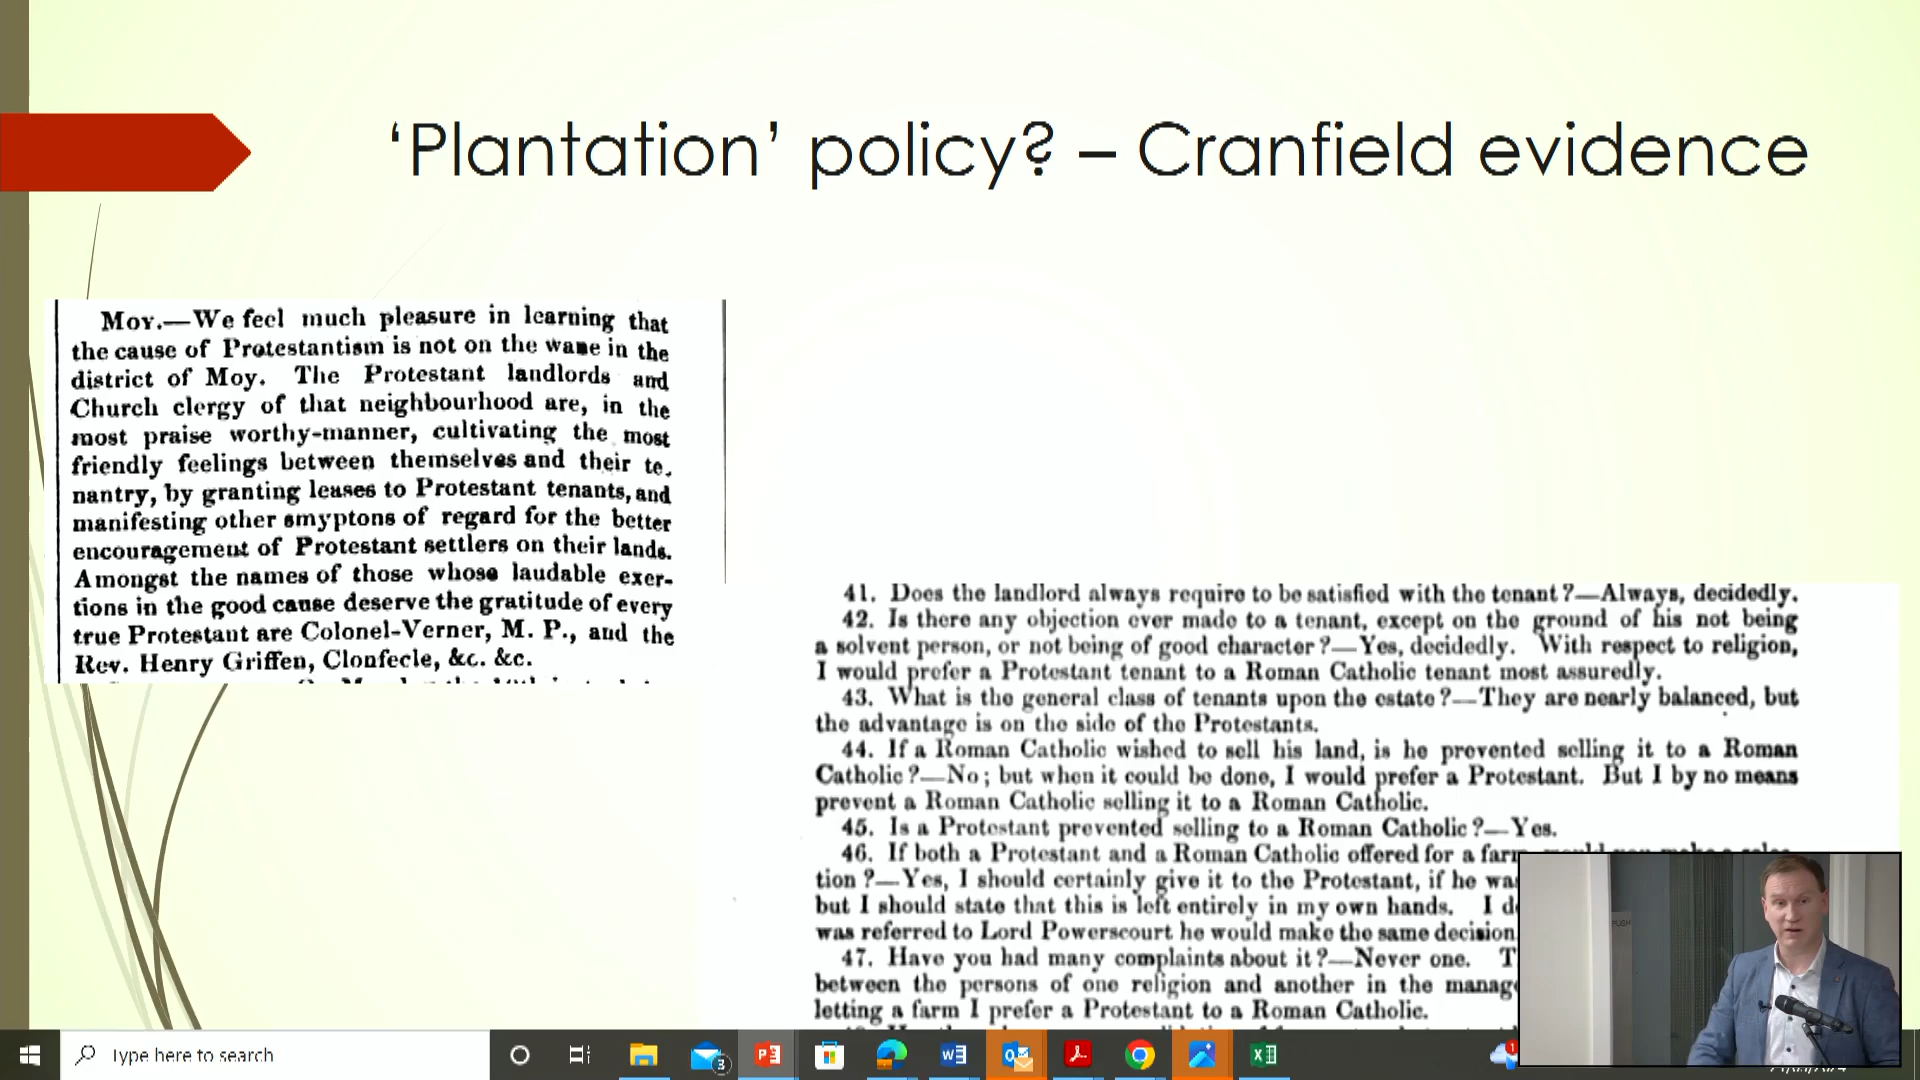 ‘Plantation’ policy? – Cranfield evidence
Moy.—We feel much pleasure in learning that
the cause of Protestantism is not on the wane in the
district of Moy. The Protestant landlords and
Church clergy of that neighbourhood are, in the
most praise worthy-manner, cultivating the most
friendly feelings between themselves and their te-
nantry, by granting leases to Protestant tenants, and
manifesting other smyptons of regard for the better
encouragement of Protestant settlers on their lands.
Amongst the names of those whose laudable exer-
tions in the good cause deserve the gratitude of every
true Protestant are Colonel-Verner, M. P., and the
Rev. Henry Griffen, Clonfecle, &c. &c.
41. Does the landlord always require to be satisfied with the tenant?—Always, decidedly.
42. Is there any objection ever made to a tenant, except on the ground of his not being
a solvent person, or not being of good character?—Yes, decidedly. With respect to religion,
I would prefer a Protestant tenant to a Roman Catholic tenant most assuredly.
43. What is the general class of tenants upon the estate?—They are nearly balanced, but
the advantage is on the side of the Protestants.
44. If a Roman Catholic wished to sell his land, is he prevented selling it to a Roman
Catholic?—No; but when it could be done, I would prefer a Protestant. But I by no means
prevent a Roman Catholic selling it to a Roman Catholic.
45. Is a Protestant prevented selling to a Roman Catholic?—Yes.
46. If both a Protestant and a Roman Catholic offered for a farm
tion?—Yes, I should certainly give it to the Protestant, if he was
but I should state that this is left entirely in my own hands. I
was referred to Lord Powerscourt he would make the same decision
47. Have you had many complaints about it?—Never one.
between the persons of one religion and another in the manag
letting a farm I prefer a Protestant to a Roman Catholic.
PUSH
Type here to search
3
1